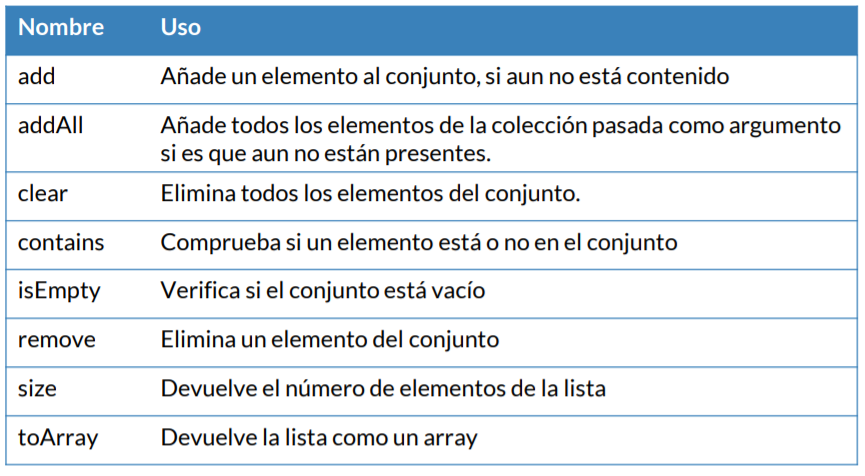 Nombre Uso
add Añade un elemento al conjunto, si aun no está contenido
addAll Añade todos los elementos de la colección pasada como argumento
si es que aun no están presentes.
clear Elimina todos los elementos del conjunto.
contains Comprueba si un elemento está o no en el conjunto
isEmpty Verifica si el conjunto está vacío
remove Elimina un elemento del conjunto
size Devuelve el número de elementos de la lista
toArray Devuelve la lista como un array